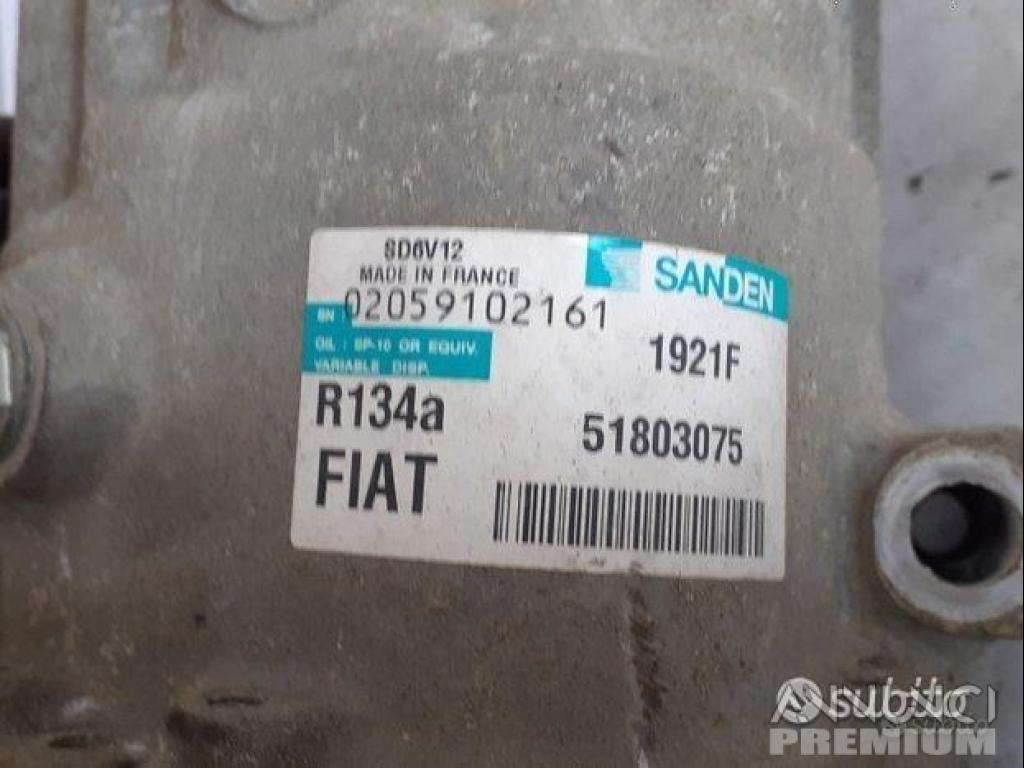 SD6V12
MADE IN FRANCE
SANDEN
SN 02059102161
OIL : SP-10 OR EQUIV.
VARIABLE DISP.
1921F
R134a
51803075
FIAT
subito
PREMIUM